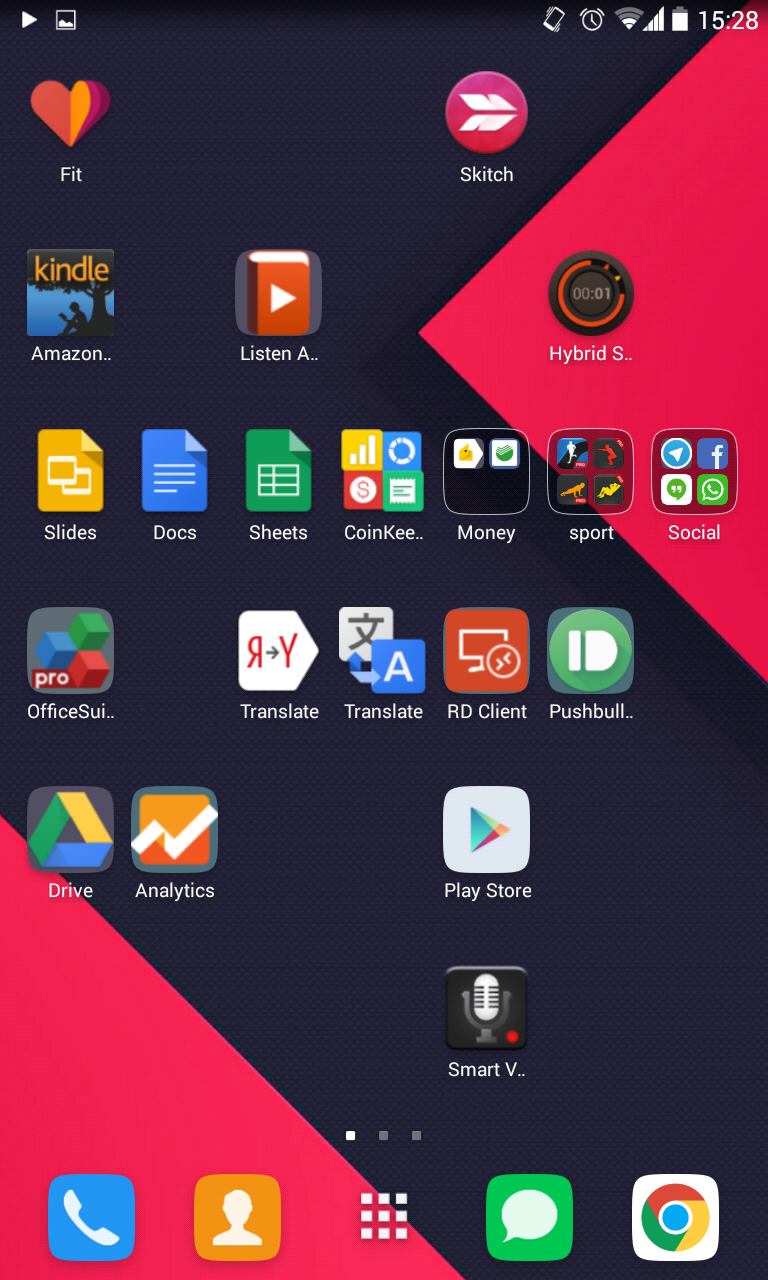 15:28
Fit
Skitch
kindle
00:01
Amazon..
Listen A..
Hybrid S..
Slides
Docs
Sheets
CoinKee..
Money
sport
Social
pro
Я→Y
文
A
OfficeSui..
Translate
Translate
RD Client
Pushbull..
Drive
Analytics
Play Store
Smart V..